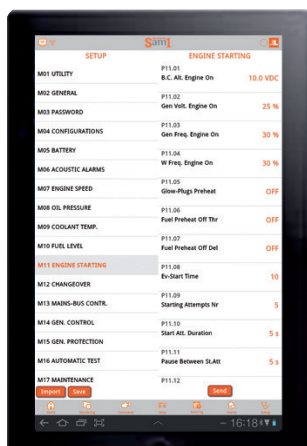 Sam1
SETUP
ENGINE STARTING
M01 UTILITY
M02 GENERAL
M03 PASSWORD
M04 CONFIGURATIONS
M05 BATTERY
M06 ACOUSTIC ALARMS
M07 ENGINE SPEED
M08 OIL PRESSURE
M09 COOLANT TEMP.
M10 FUEL LEVEL
M11 ENGINE STARTING
M12 CHANGEOVER
M13 MAINS-BUS CONTR.
M14 GEN. CONTROL
M15 GEN. PROTECTION
M16 AUTOMATIC TEST
M17 MAINTENANCE
P11.01
B.C. Alt. Engine On 10.0 VDC
P11.02
Gen Volt. Engine On 25 %
P11.03
Gen Freq. Engine On 30 %
P11.04
W Freq. Engine On 30 %
P11.05
Glow-Plugs Preheat OFF
P11.06
Fuel Preheat Off Thr OFF
P11.07
Fuel Preheat Off Del OFF
P11.08
Ev-Start Time 10
P11.09
Starting Attempts Nr 5
P11.10
Start Att. Duration 5 s
P11.11
Pause Between St.Att 5 s
P11.12
Import Save Send
16:18